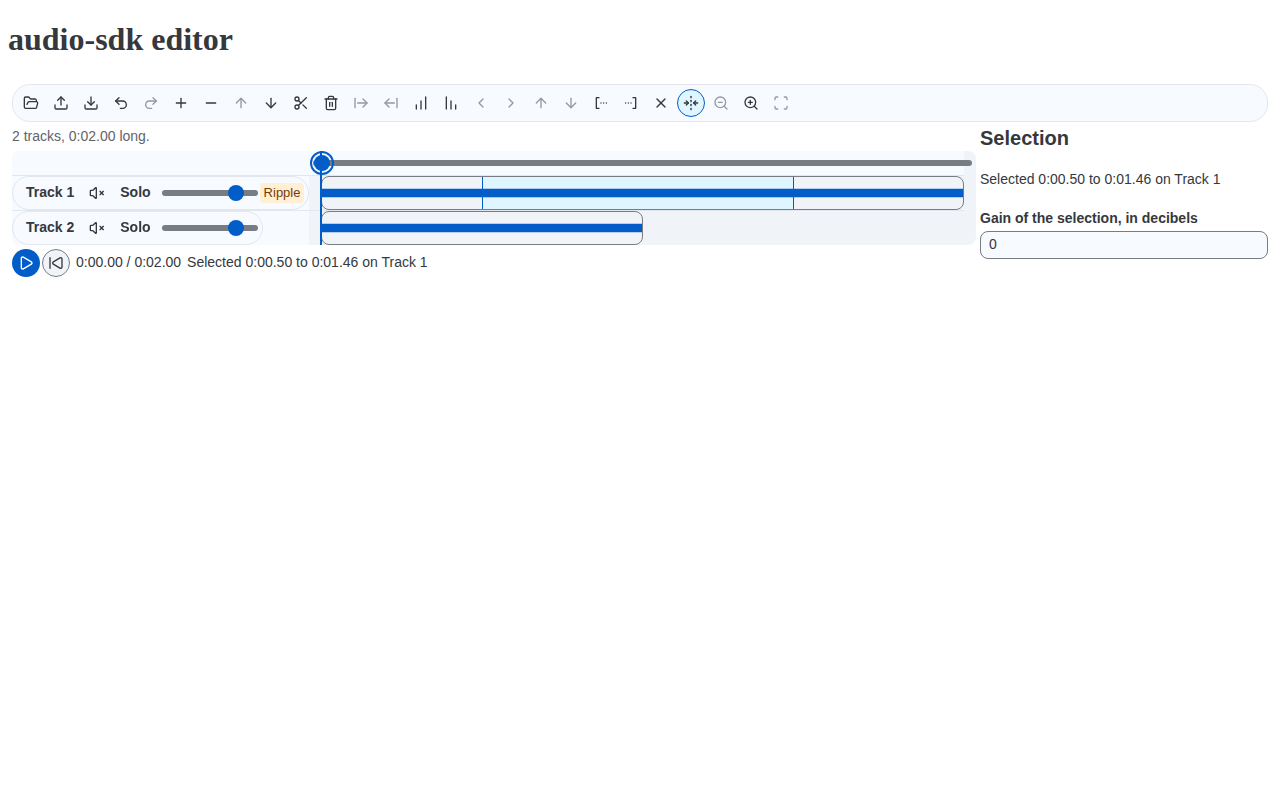 audio-sdk editor
2 tracks, 0:02.00 long.
Selection
Track 1 Solo Ripple
Selected 0:00.50 to 0:01.46 on Track 1
Track 2 Solo
Gain of the selection, in decibels
0
0:00.00 / 0:02.00 Selected 0:00.50 to 0:01.46 on Track 1